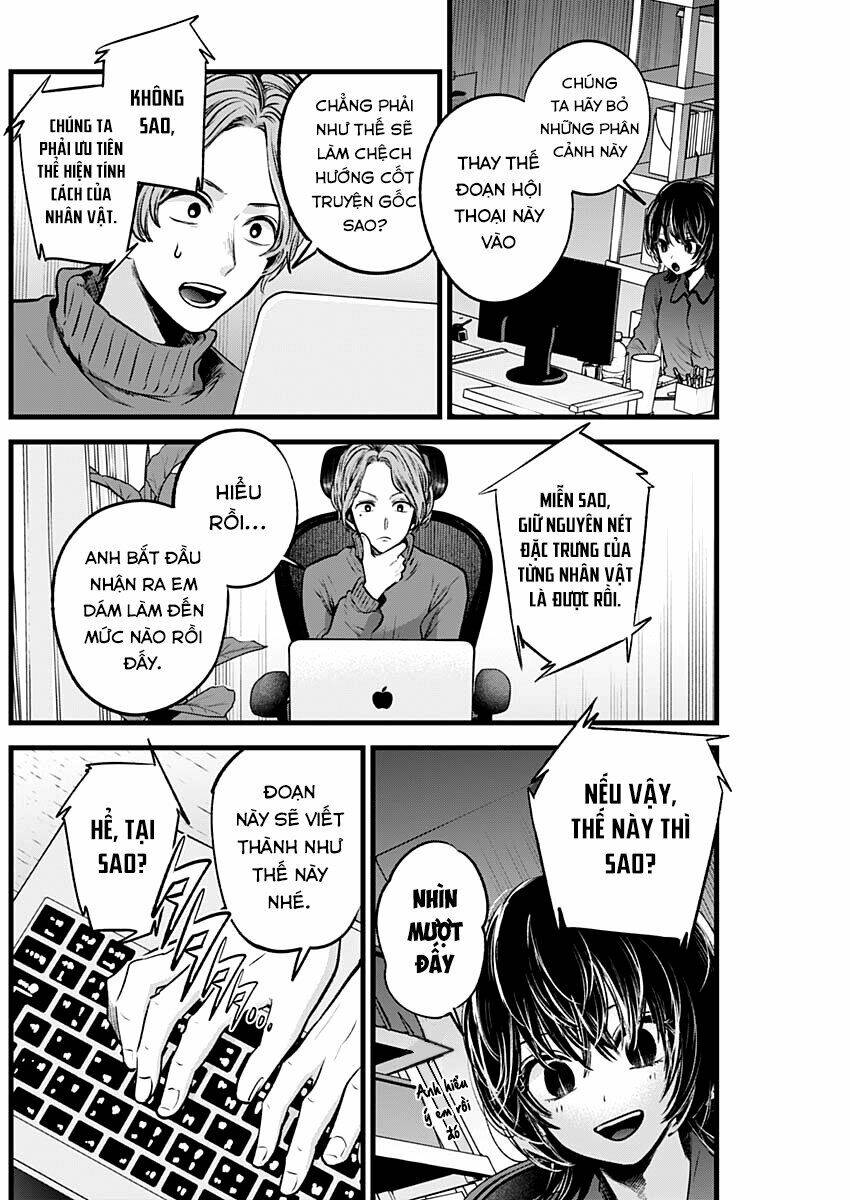 CHÚNG
TA HÃY BỎ
NHỮNG PHÂN
CẢNH NÀY
THAY THẾ
ĐOẠN HỘI
THOẠI NÀY
VÀO
CHẲNG PHẢI
NHƯ THẾ SẼ
LÀM CHỆCH
HƯỚNG CỐT
TRUYỆN GỐC
SAO?
KHÔNG
SAO,
CHÚNG TA
PHẢI ƯU TIÊN
THỂ HIỆN TÍNH
CÁCH CỦA
NHÂN VẬT.
MIỄN SAO,
GIỮ NGUYÊN NÉT
ĐẶC TRƯNG CỦA
TỪNG NHÂN VẬT
LÀ ĐƯỢC RỒI.
HIỂU
RỒI...
ANH BẮT ĐẦU
NHẬN RA EM
DÁM LÀM ĐẾN
MỨC NÀO RỒI
ĐẤY.
NẾU VẬY,
THẾ NÀY THÌ
SAO?
NHÌN
MƯỢT
ĐẤY
Anh hiểu
ý em rồi
đó
ĐOẠN
NÀY SẼ VIẾT
THÀNH NHƯ
THẾ NÀY
NHÉ.
HỂ, TẠI
SAO?